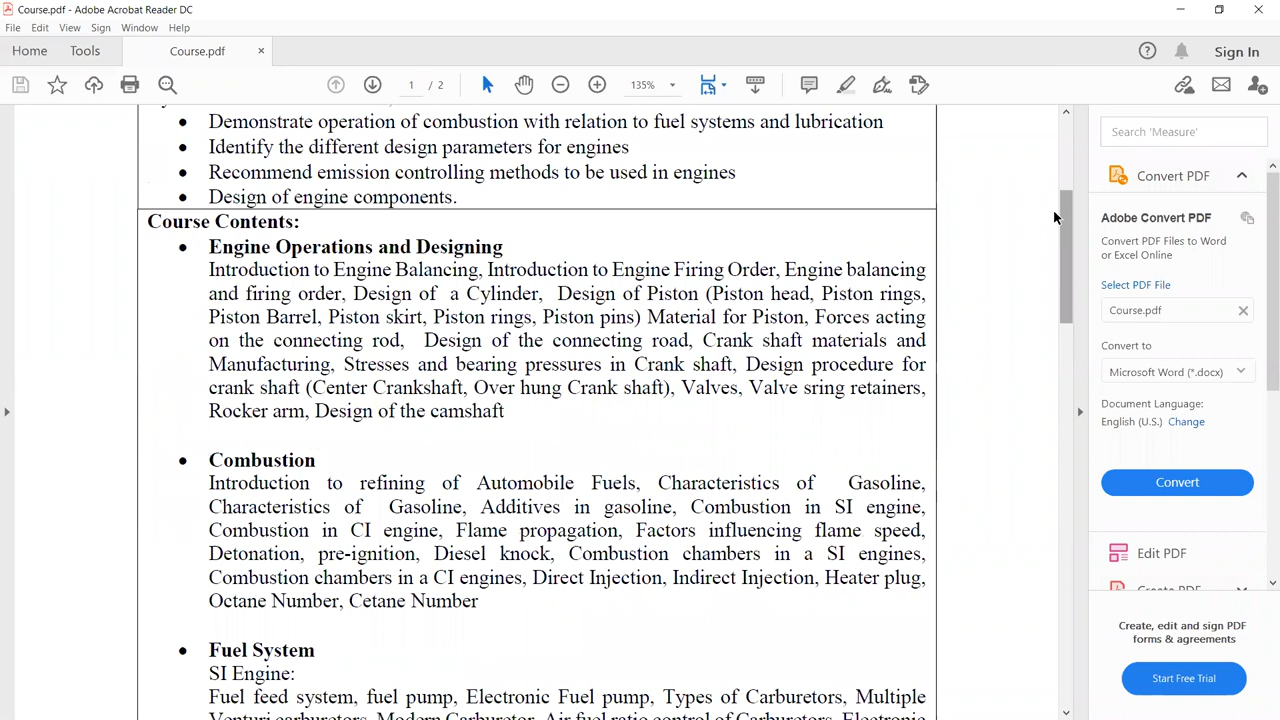 Course.pdf - Adobe Acrobat Reader DC
File Edit View Sign Window Help
Home Tools Course.pdf Sign In
1 / 2 135%
Demonstrate operation of combustion with relation to fuel systems and lubrication
Identify the different design parameters for engines
Recommend emission controlling methods to be used in engines
Design of engine components.
Course Contents:
Engine Operations and Designing
Introduction to Engine Balancing, Introduction to Engine Firing Order, Engine balancing
and firing order, Design of a Cylinder, Design of Piston (Piston head, Piston rings,
Piston Barrel, Piston skirt, Piston rings, Piston pins) Material for Piston, Forces acting
on the connecting rod, Design of the connecting road, Crank shaft materials and
Manufacturing, Stresses and bearing pressures in Crank shaft, Design procedure for
crank shaft (Center Crankshaft, Over hung Crank shaft), Valves, Valve sring retainers,
Rocker arm, Design of the camshaft
Combustion
Introduction to refining of Automobile Fuels, Characteristics of Gasoline,
Characteristics of Gasoline, Additives in gasoline, Combustion in SI engine,
Combustion in CI engine, Flame propagation, Factors influencing flame speed,
Detonation, pre-ignition, Diesel knock, Combustion chambers in a SI engines,
Combustion chambers in a CI engines, Direct Injection, Indirect Injection, Heater plug,
Octane Number, Cetane Number
Fuel System
SI Engine:
Fuel feed system, fuel pump, Electronic Fuel pump, Types of Carburetors, Multiple
Venturi carburetors, Modern Carburetor, Air fuel ratio control of Carburetors, Electronic
Search 'Measure'
Convert PDF
Adobe Convert PDF
Convert PDF Files to Word
or Excel Online
Select PDF File
Course.pdf
Convert to
Microsoft Word (*.docx)
Document Language:
English (U.S.) Change
Convert
Edit PDF
Create PDF
Create, edit and sign PDF
forms & agreements
Start Free Trial